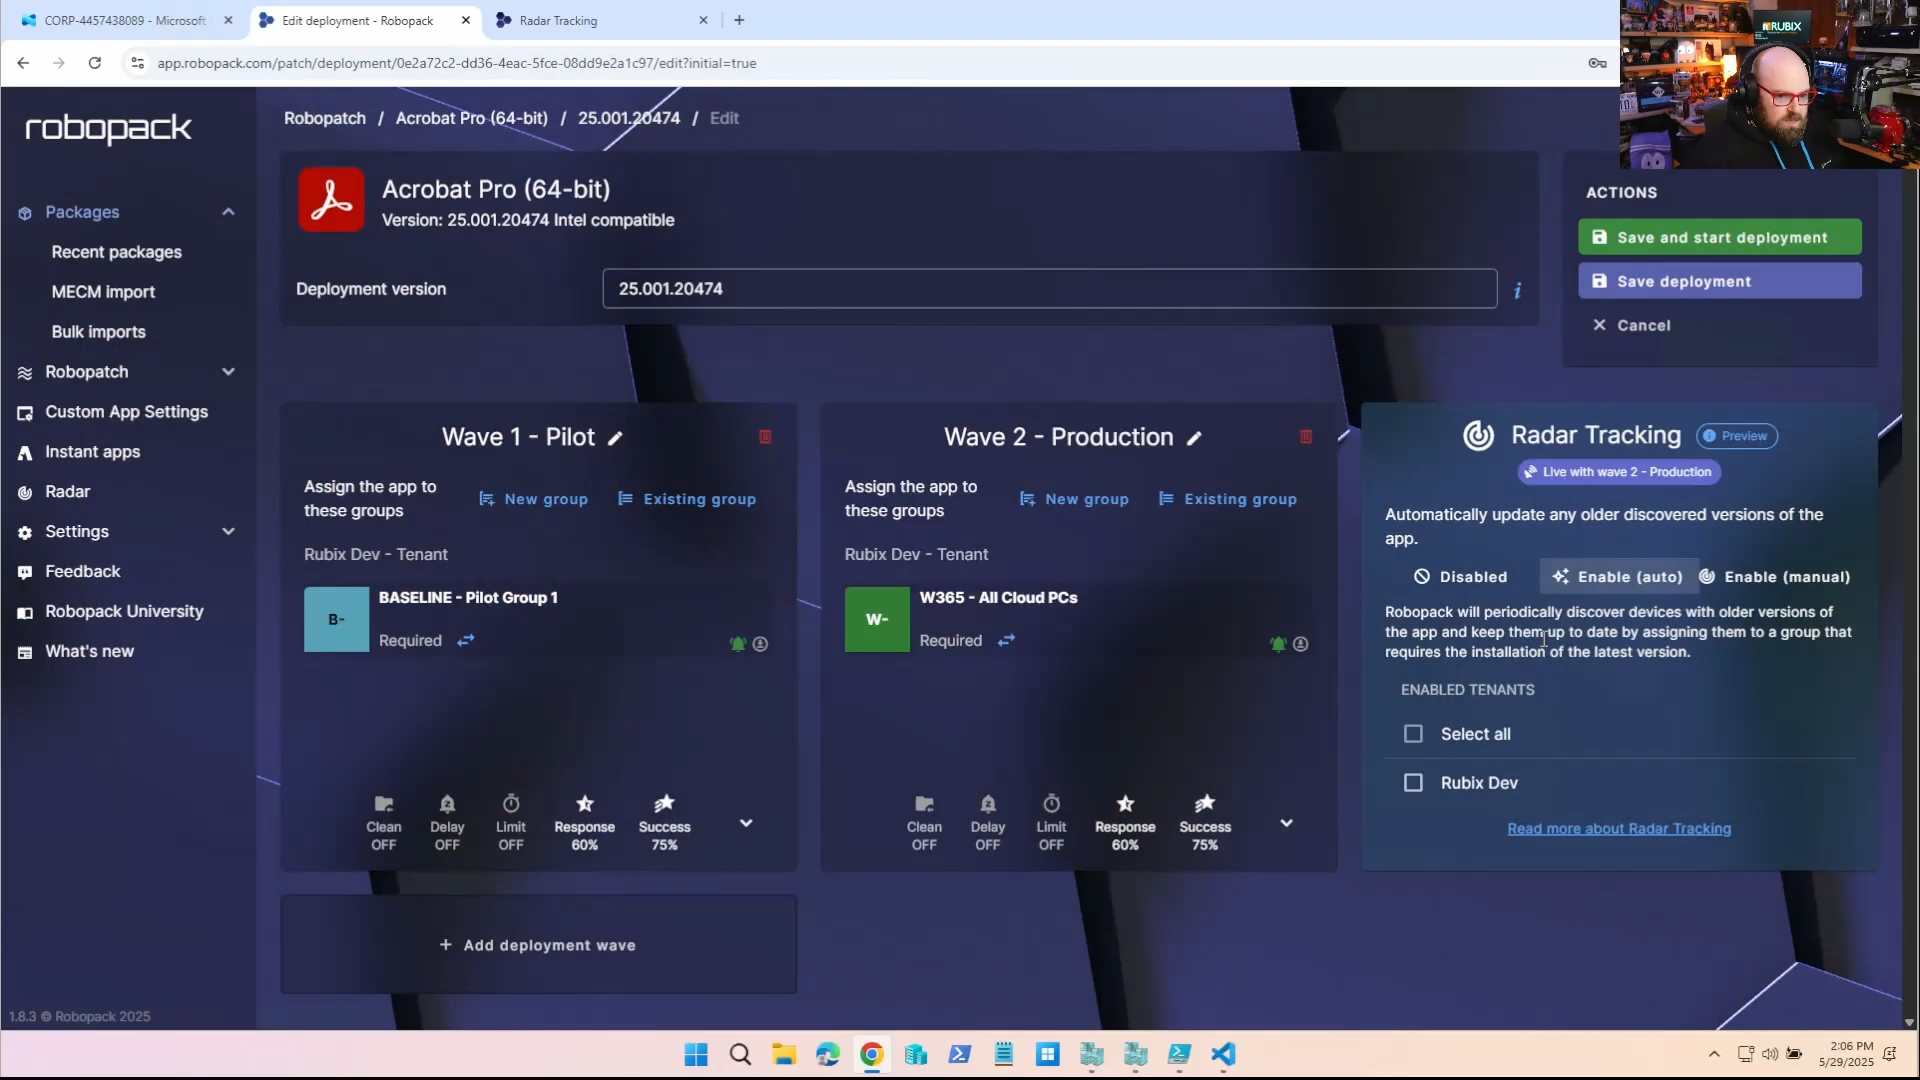 CORP-4457438089 - Microsoft
Edit deployment - Robopack
Radar Tracking
app.robopack.com/patch/deployment/0e2a72c2-dd36-4eac-5fce-08dd9e2a1c97/edit?initial=true
RUBIX
robopack
Packages
Recent packages
MECM import
Bulk imports
Robopatch
Custom App Settings
Instant apps
Radar
Settings
Feedback
Robopack University
What's new
1.8.3 © Robopack 2025
Robopatch / Acrobat Pro (64-bit) / 25.001.20474 / Edit
Acrobat Pro (64-bit)
Version: 25.001.20474 Intel compatible
Deployment version
25.001.20474
ACTIONS
Save and start deployment
Save deployment
Cancel
Wave 1 - Pilot
Assign the app to
these groups
New group
Existing group
Rubix Dev - Tenant
B-
BASELINE - Pilot Group 1
Required
Clean
OFF
Delay
OFF
Limit
OFF
Response
60%
Success
75%
Wave 2 - Production
Assign the app to
these groups
New group
Existing group
Rubix Dev - Tenant
W-
W365 - All Cloud PCs
Required
Clean
OFF
Delay
OFF
Limit
OFF
Response
60%
Success
75%
Radar Tracking
Preview
Live with wave 2 - Production
Automatically update any older discovered versions of the
app.
Disabled
Enable (auto)
Enable (manual)
Robopack will periodically discover devices with older versions of
the app and keep them up to date by assigning them to a group that
requires the installation of the latest version.
ENABLED TENANTS
Select all
Rubix Dev
Read more about Radar Tracking
+ Add deployment wave
2:06 PM
5/29/2025